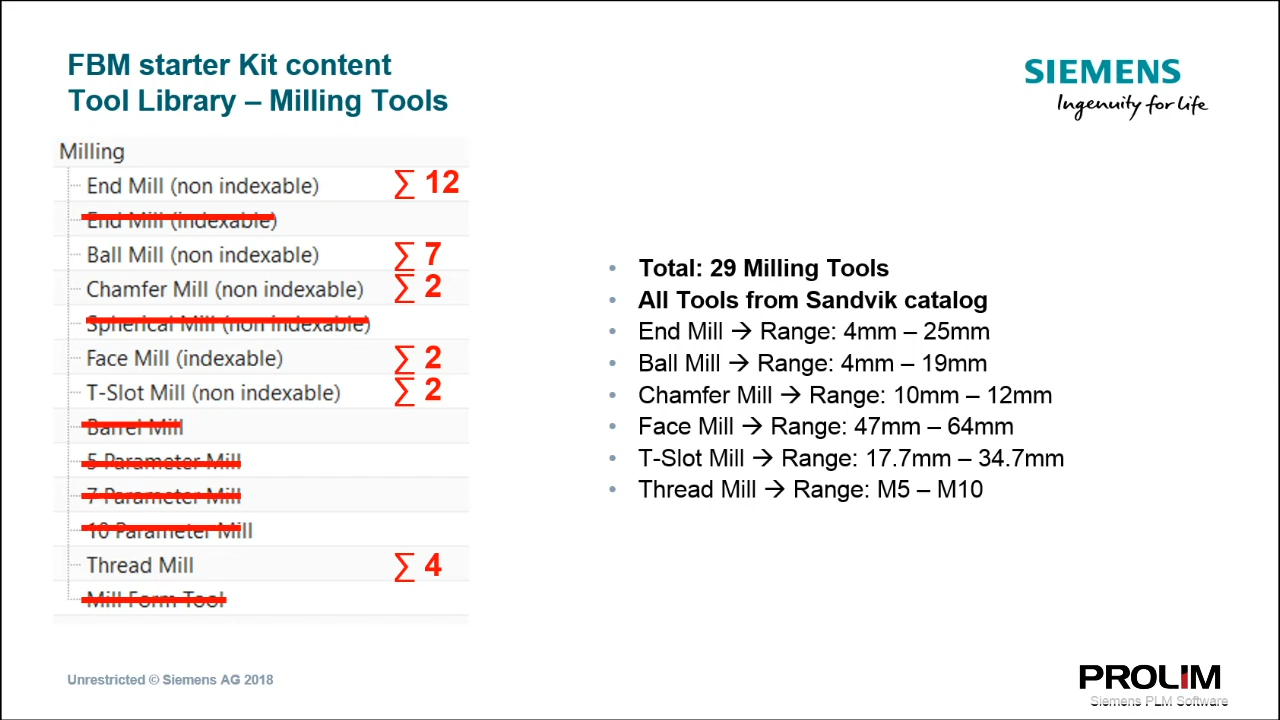 FBM starter Kit content
Tool Library – Milling Tools
SIEMENS
Ingenuity for life
Milling
End Mill (non indexable) ∑ 12
End Mill (indexable)
Ball Mill (non indexable) ∑ 7
Chamfer Mill (non indexable) ∑ 2
Spherical Mill (non indexable)
Face Mill (indexable) ∑ 2
T-Slot Mill (non indexable) ∑ 2
Barrel Mill
5 Parameter Mill
7 Parameter Mill
10 Parameter Mill
Thread Mill ∑ 4
Mill Form Tool
• Total: 29 Milling Tools
• All Tools from Sandvik catalog
• End Mill → Range: 4mm – 25mm
• Ball Mill → Range: 4mm – 19mm
• Chamfer Mill → Range: 10mm – 12mm
• Face Mill → Range: 47mm – 64mm
• T-Slot Mill → Range: 17.7mm – 34.7mm
• Thread Mill → Range: M5 – M10
Unrestricted © Siemens AG 2018
PROLIM
Siemens PLM Software